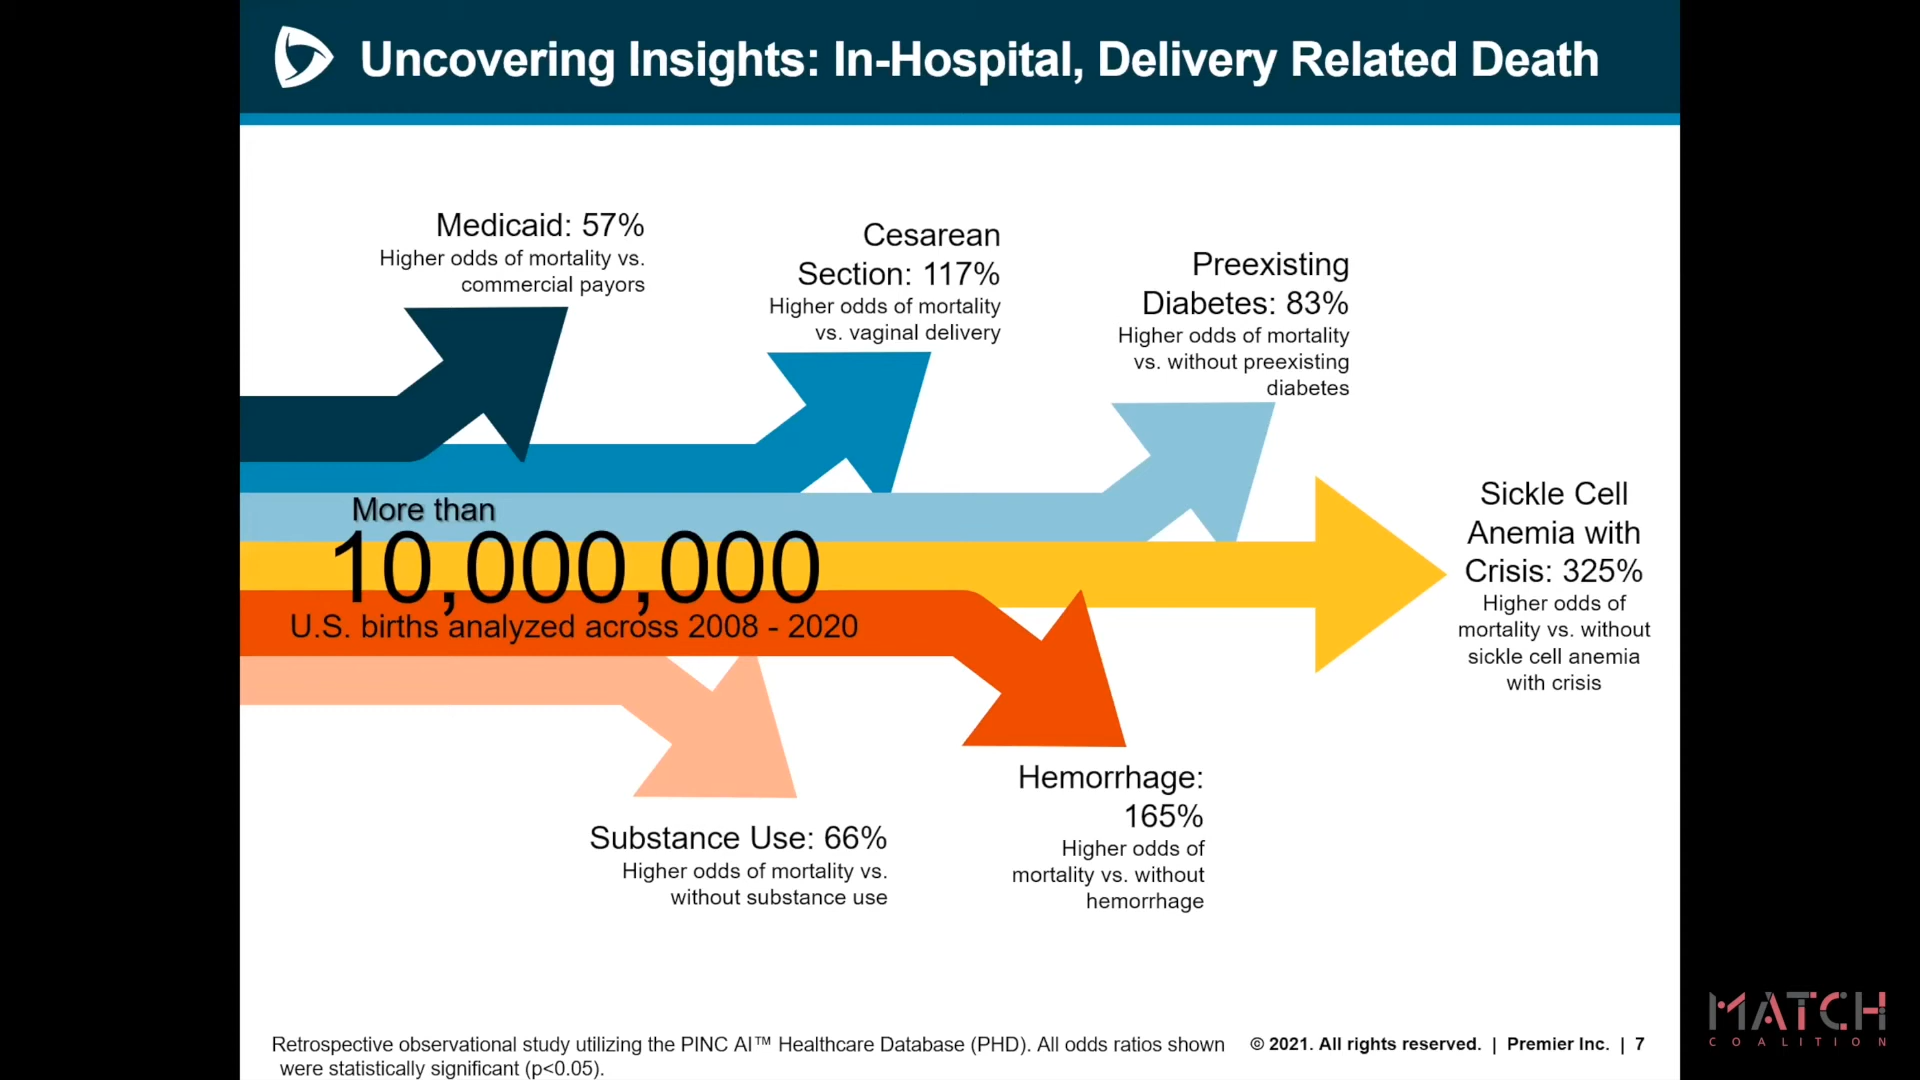 Uncovering Insights: In-Hospital, Delivery Related Death
Medicaid: 57%
Higher odds of mortality vs.
commercial payors
Cesarean
Section: 117%
Higher odds of mortality
vs. vaginal delivery
Preexisting
Diabetes: 83%
Higher odds of mortality
vs. without preexisting
diabetes
Sickle Cell
Anemia with
Crisis: 325%
Higher odds of
mortality vs. without
sickle cell anemia
with crisis
More than
10,000,000
U.S. births analyzed across 2008 - 2020
Substance Use: 66%
Higher odds of mortality vs.
without substance use
Hemorrhage:
165%
Higher odds of
mortality vs. without
hemorrhage
Retrospective observational study utilizing the PINC AI™ Healthcare Database (PHD). All odds ratios shown
were statistically significant (p<0.05).
© 2021. All rights reserved. | Premier Inc. | 7
MATCH
COALITION